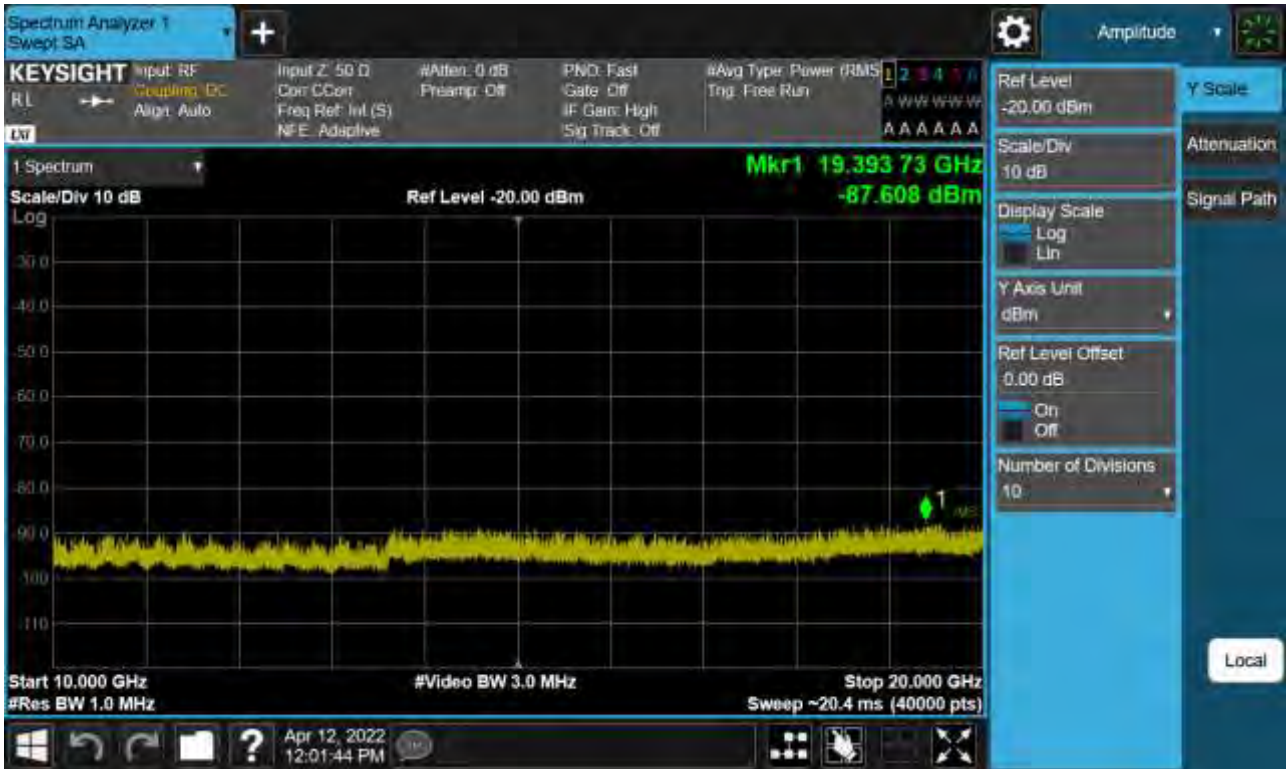 Spectrum Analyzer 1
Swept SA
Amplitude
KEYSIGHT
RL
Input: RF
Coupling: DC
Align: Auto
Input Z: 50 Ω
Corr CCorr
Freq Ref: Int (S)
NFE: Adaptive
#Atten: 0 dB
Preamp: Off
PNO: Fast
Gate: Off
IF Gain: High
Sig Track: Off
#Avg Type: Power (RMS
Trig: Free Run
1 2 3 4 5 6
A W W W W W
A A A A A A
1 Spectrum
Scale/Div 10 dB
Log
Ref Level -20.00 dBm
Mkr1 19.393 73 GHz
-87.608 dBm
-30.0
-40.0
-50.0
-60.0
-70.0
-80.0
-90.0
-100
-110
1
Start 10.000 GHz
#Res BW 1.0 MHz
#Video BW 3.0 MHz
Stop 20.000 GHz
Sweep ~20.4 ms (40000 pts)
Ref Level
-20.00 dBm
Scale/Div
10 dB
Display Scale
Log
Lin
Y Axis Unit
dBm
Ref Level Offset
0.00 dB
On
Off
Number of Divisions
10
Y Scale
Attenuation
Signal Path
Local
?
Apr 12, 2022
12:01:44 PM